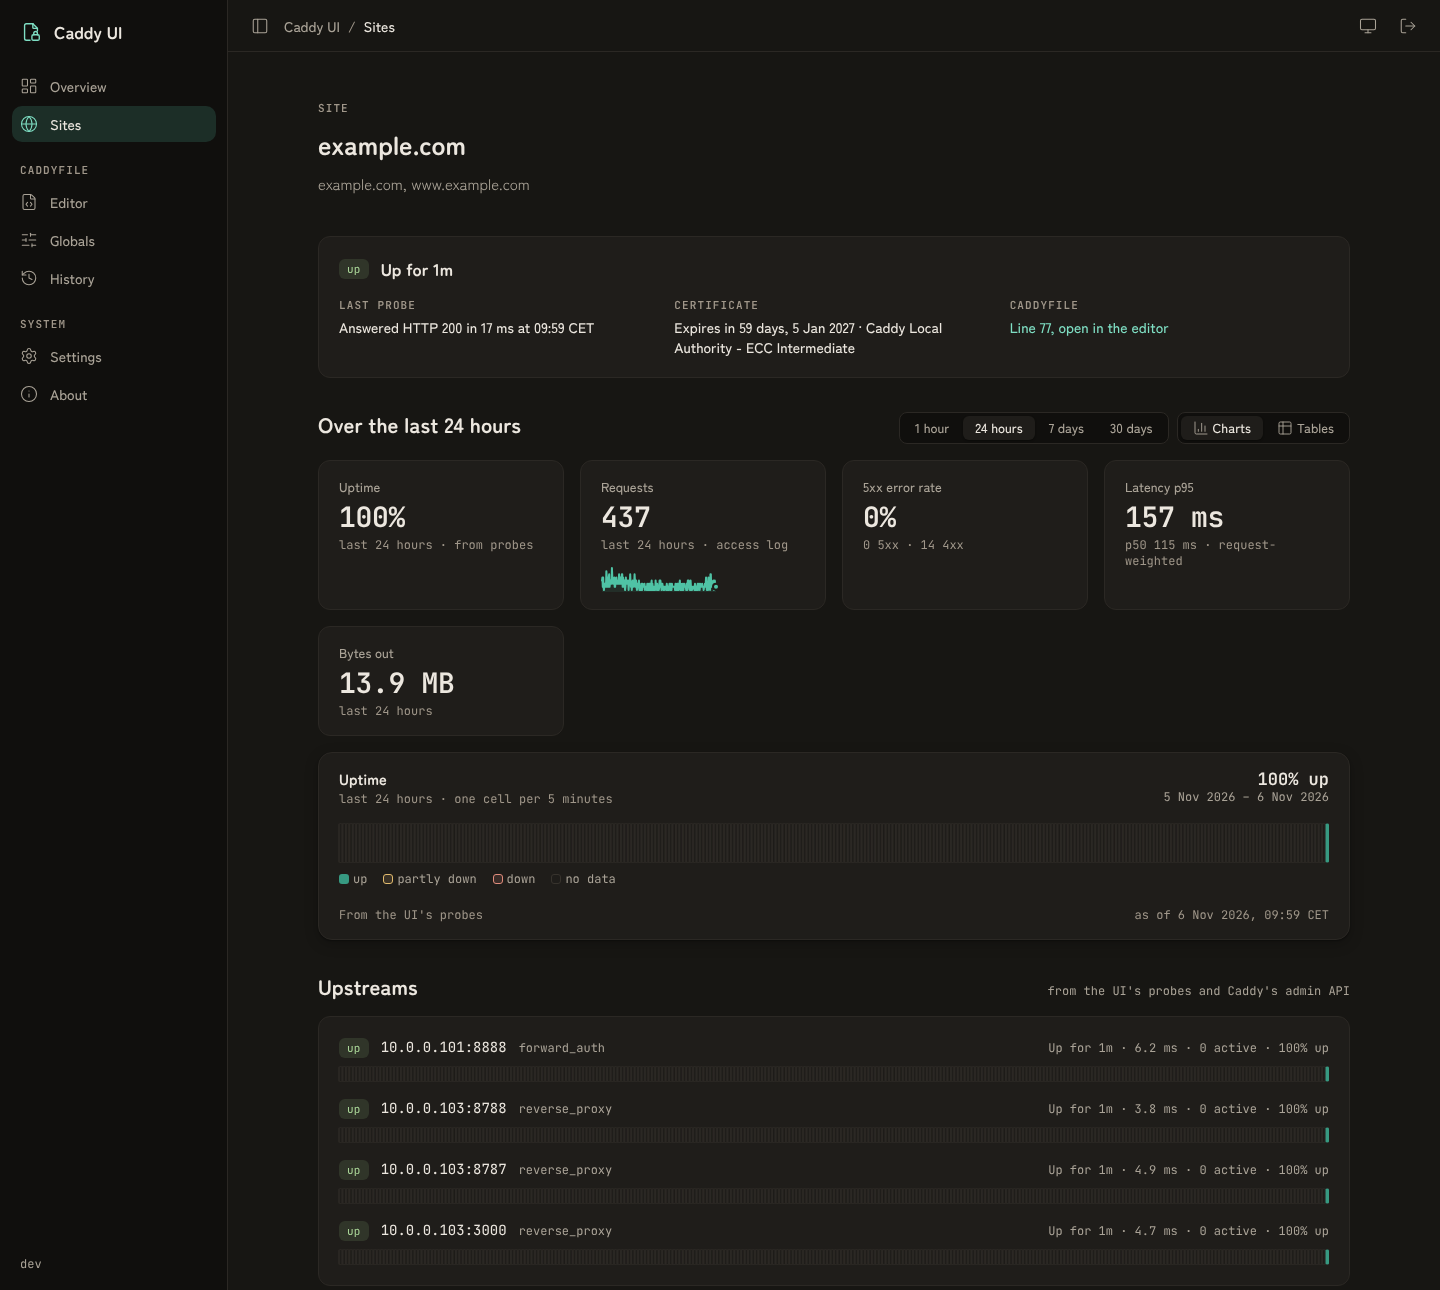 Caddy UI
Overview
Sites
CADDYFILE
Editor
Globals
History
SYSTEM
Settings
About
dev
Caddy UI / Sites
SITE
example.com
example.com, www.example.com
up Up for 1m
LAST PROBE
Answered HTTP 200 in 17 ms at 09:59 CET
CERTIFICATE
Expires in 59 days, 5 Jan 2027 · Caddy Local
Authority - ECC Intermediate
CADDYFILE
Line 77, open in the editor
Over the last 24 hours
1 hour 24 hours 7 days 30 days
Charts Tables
Uptime
100%
last 24 hours · from probes
Requests
437
last 24 hours · access log
5xx error rate
0%
0 5xx · 14 4xx
Latency p95
157 ms
p50 115 ms · request-
weighted
Bytes out
13.9 MB
last 24 hours
Uptime
last 24 hours · one cell per 5 minutes
100% up
5 Nov 2026 – 6 Nov 2026
up partly down down no data
From the UI's probes
as of 6 Nov 2026, 09:59 CET
Upstreams
from the UI's probes and Caddy's admin API
up 10.0.0.101:8888 forward_auth Up for 1m · 6.2 ms · 0 active · 100% up
up 10.0.0.103:8788 reverse_proxy Up for 1m · 3.8 ms · 0 active · 100% up
up 10.0.0.103:8787 reverse_proxy Up for 1m · 4.9 ms · 0 active · 100% up
up 10.0.0.103:3000 reverse_proxy Up for 1m · 4.7 ms · 0 active · 100% up